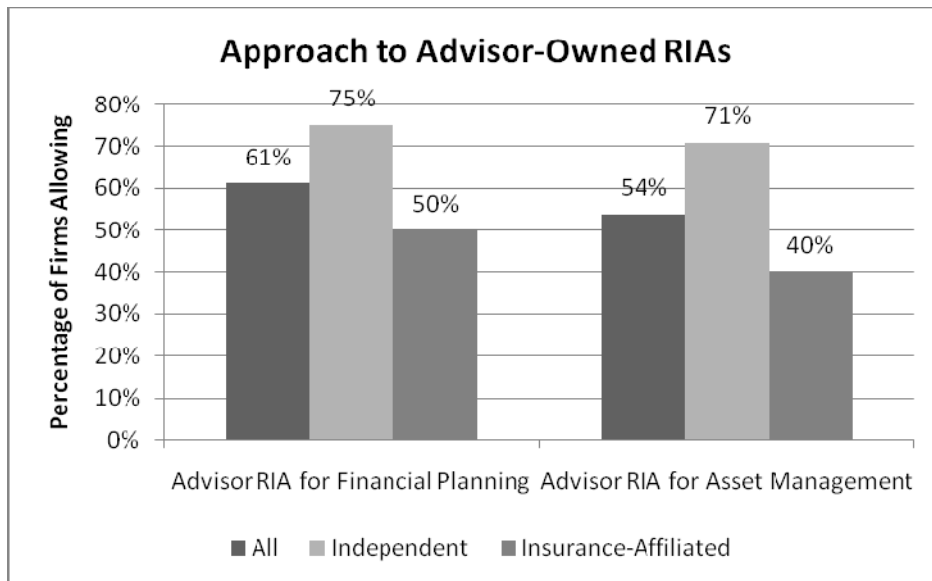 Approach to Advisor-Owned RIAs
Percentage of Firms Allowing
80%
70%
60%
50%
40%
30%
20%
10%
0%
61%
75%
50%
54%
71%
40%
Advisor RIA for Financial Planning
Advisor RIA for Asset Management
All
Independent
Insurance-Affiliated